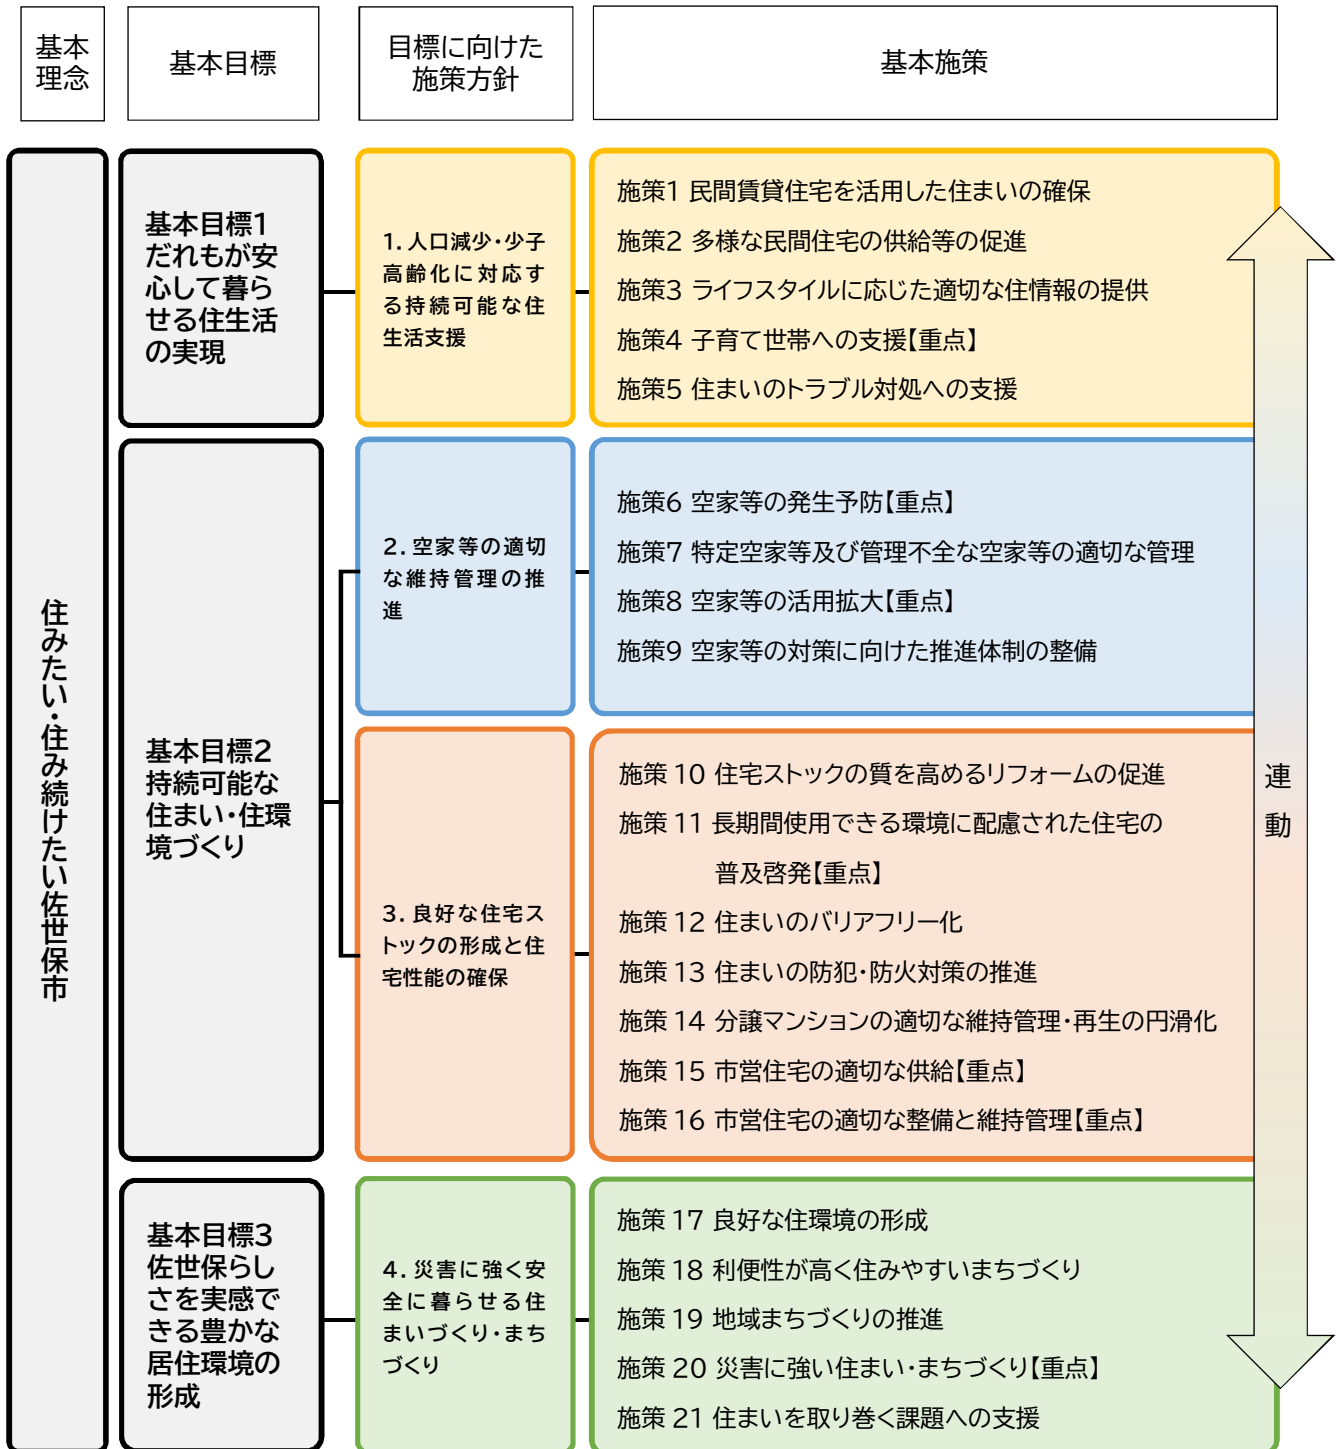 基本
理念
基本目標
目標に向けた
施策方針
基本施策
住みたい・住み続けたい佐世保市
基本目標1
だれもが安
心して暮ら
せる住生活
の実現
1．人口減少・少子
高齢化に対応す
る持続可能な住
生活支援
施策1 民間賃貸住宅を活用した住まいの確保
施策2 多様な民間住宅の供給等の促進
施策3 ライフスタイルに応じた適切な住情報の提供
施策4 子育て世帯への支援【重点】
施策5 住まいのトラブル対処への支援
基本目標2
持続可能な
住まい・住環
境づくり
2．空家等の適切
な維持管理の推
進
施策6 空家等の発生予防【重点】
施策7 特定空家等及び管理不全な空家等の適切な管理
施策8 空家等の活用拡大【重点】
施策9 空家等の対策に向けた推進体制の整備
3．良好な住宅ス
トックの形成と住
宅性能の確保
施策 10 住宅ストックの質を高めるリフォームの促進
施策 11 長期間使用できる環境に配慮された住宅の
普及啓発【重点】
施策 12 住まいのバリアフリー化
施策 13 住まいの防犯・防火対策の推進
施策 14 分譲マンションの適切な維持管理・再生の円滑化
施策 15 市営住宅の適切な供給【重点】
施策 16 市営住宅の適切な整備と維持管理【重点】
基本目標3
佐世保らし
さを実感で
きる豊かな
居住環境の
形成
4．災害に強く安
全に暮らせる住
まいづくり・まち
づくり
施策 17 良好な住環境の形成
施策 18 利便性が高く住みやすいまちづくり
施策 19 地域まちづくりの推進
施策 20 災害に強い住まい・まちづくり【重点】
施策 21 住まいを取り巻く課題への支援
連動